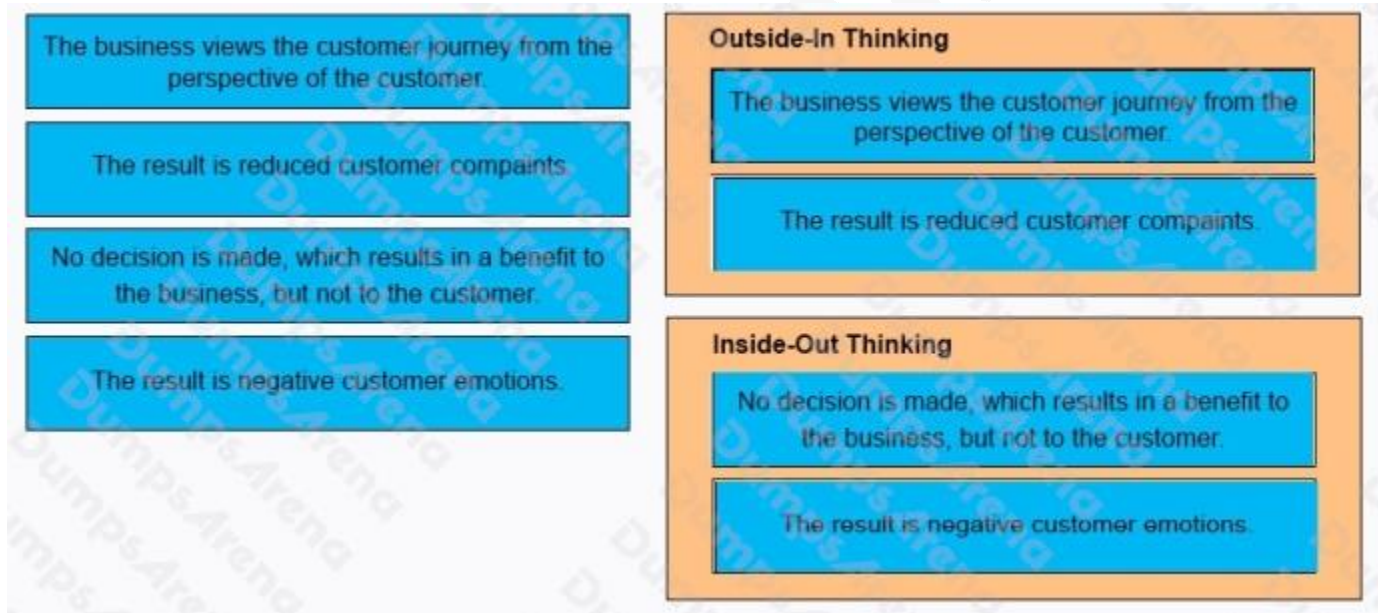 The business views the customer journey from the
perspective of the customer.
The result is reduced customer compaints.
No decision is made, which results in a benefit to
the business, but not to the customer.
The result is negative customer emotions.
Outside-In Thinking
The business views the customer journey from the
perspective of the customer.
The result is reduced customer compaints.
Inside-Out Thinking
No decision is made, which results in a benefit to
the business, but not to the customer.
The result is negative customer emotions.
DumpsArena